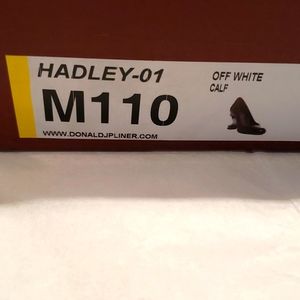 HADLEY-01
M110
WWW.DONALDJPLINER.COM
OFF WHITE
CALF